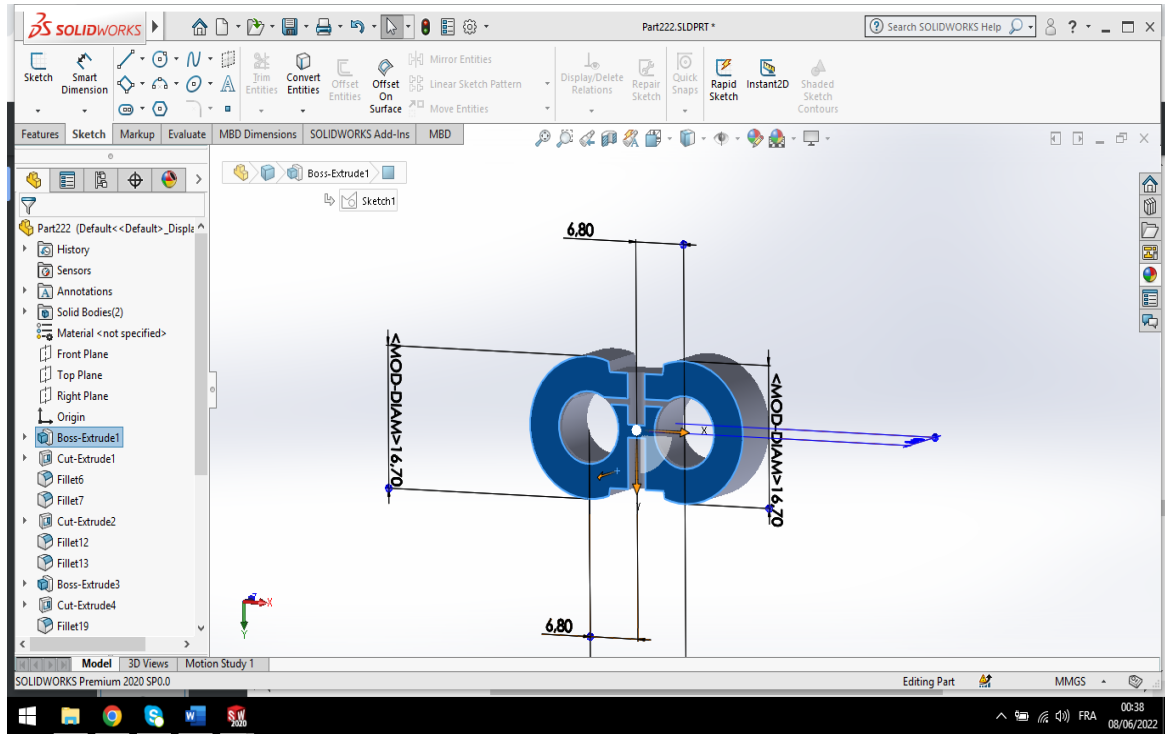 SOLIDWORKS
Part222.SLDPRT *
Search SOLIDWORKS Help
?
Sketch
Smart Dimension
Trim Entities
Convert Entities
Offset Entities
Offset On Surface
Mirror Entities
Linear Sketch Pattern
Move Entities
Display/Delete Relations
Repair Sketch
Quick Snaps
Rapid Sketch
Instant2D
Shaded Sketch Contours
Features
Sketch
Markup
Evaluate
MBD Dimensions
SOLIDWORKS Add-Ins
MBD
Boss-Extrude1
Sketch1
Part222 (Default<<Default>_Displa
History
Sensors
Annotations
Solid Bodies(2)
Material <not specified>
Front Plane
Top Plane
Right Plane
Origin
Boss-Extrude1
Cut-Extrude1
Fillet6
Fillet7
Cut-Extrude2
Fillet12
Fillet13
Boss-Extrude3
Cut-Extrude4
Fillet19
6,80
<MOD-DIAM>16,70
<MOD-DIAM>16,70
X
Y
6,80
X
Y
Z
Model
3D Views
Motion Study 1
SOLIDWORKS Premium 2020 SP0.0
Editing Part
MMGS
SW 2020
FRA
00:38
08/06/2022